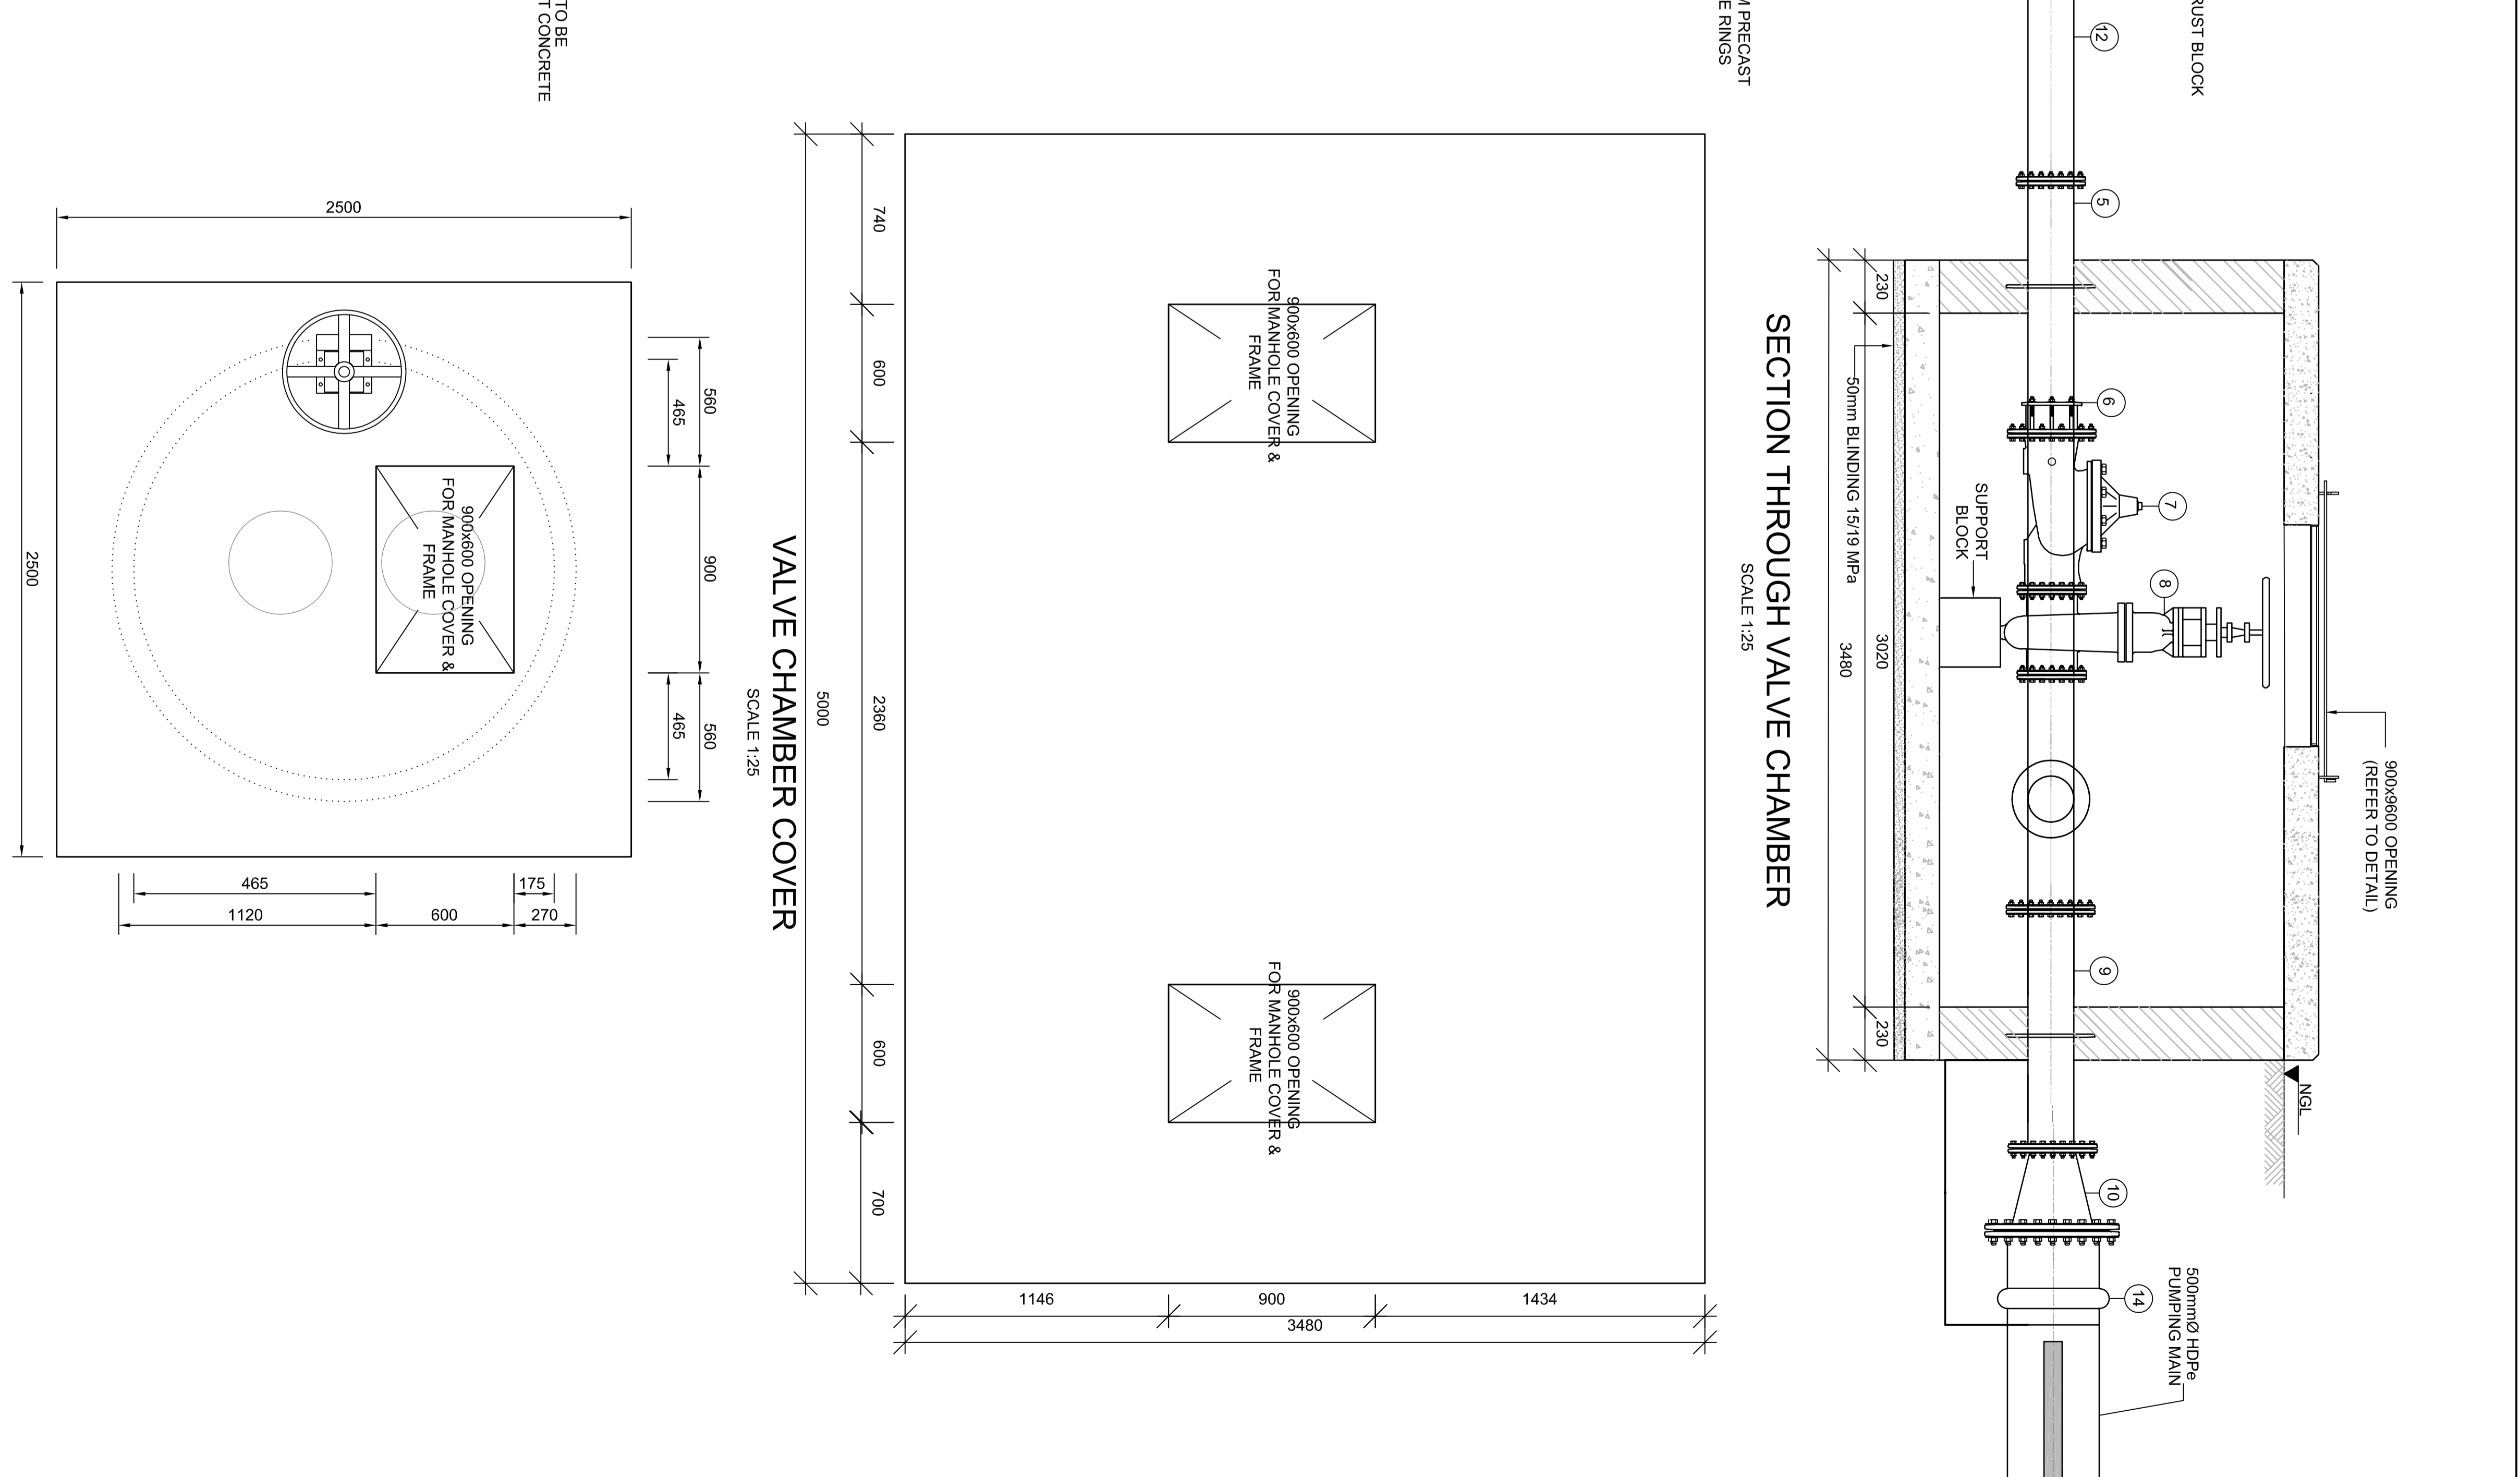 RUST BLOCK
12
5
6
7
8
9
10
14
900x9600 OPENING
(REFER TO DETAIL)
NGL
500mmØ HDPe
PUMPING MAIN
SUPPORT
BLOCK
50mm BLINDING 15/19 MPa
230
3020
230
3480
SECTION THROUGH VALVE CHAMBER
SCALE 1:25
M PRECAST
E RINGS
900x600 OPENING
FOR MANHOLE COVER &
FRAME
900x600 OPENING
FOR MANHOLE COVER &
FRAME
1434
900
1146
3480
740
600
2360
600
700
5000
VALVE CHAMBER COVER
SCALE 1:25
TO BE
T CONCRETE
560
900
560
465
465
900x600 OPENING
FOR MANHOLE COVER &
FRAME
2500
2500
175
465
270
600
1120